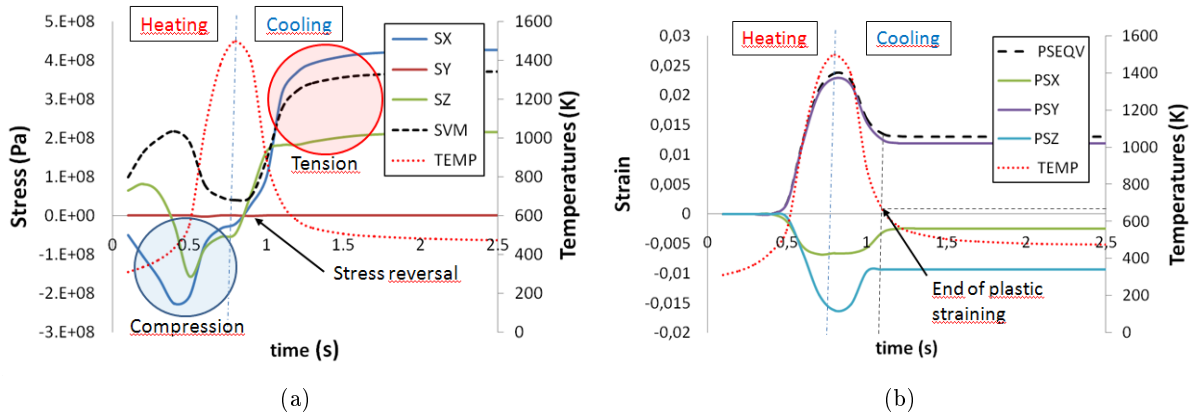 Heating
Cooling
5.E+08
4.E+08
3.E+08
2.E+08
1.E+08
0.E+00
-1.E+08
-2.E+08
-3.E+08
Stress (Pa)
1600
1400
1200
1000
800
600
400
200
0
Temperatures (K)
0
0.5
1
1.5
2
2.5
time (s)
SX
SY
SZ
SVM
TEMP
Tension
Stress reversal
Compression
(a)
Heating
Cooling
0,03
0,025
0,02
0,015
0,01
0,005
0
-0,005
-0,01
-0,015
-0,02
Strain
1600
1400
1200
1000
800
600
400
200
0
Temperatures (K)
0
0,5
1
1,5
2
2,5
time (s)
PSEQV
PSX
PSY
PSZ
TEMP
End of plastic
straining
(b)